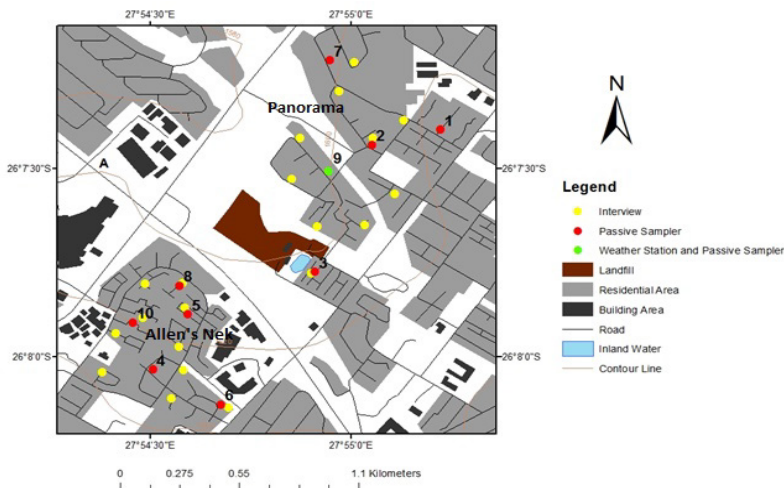 27°54'30"E 27°55'0"E
7
Panorama
1
2
A
9
26°7'30"S 26°7'30"S
3
8
5
10
Allen's Nek
26°8'0"S 26°8'0"S
4
6
27°54'30"E 27°55'0"E
0 0.275 0.55 1.1 Kilometers
N
Legend
Interview
Passive Sampler
Weather Station and Passive Sampler
Landfill
Residential Area
Building Area
Road
Inland Water
Contour Line